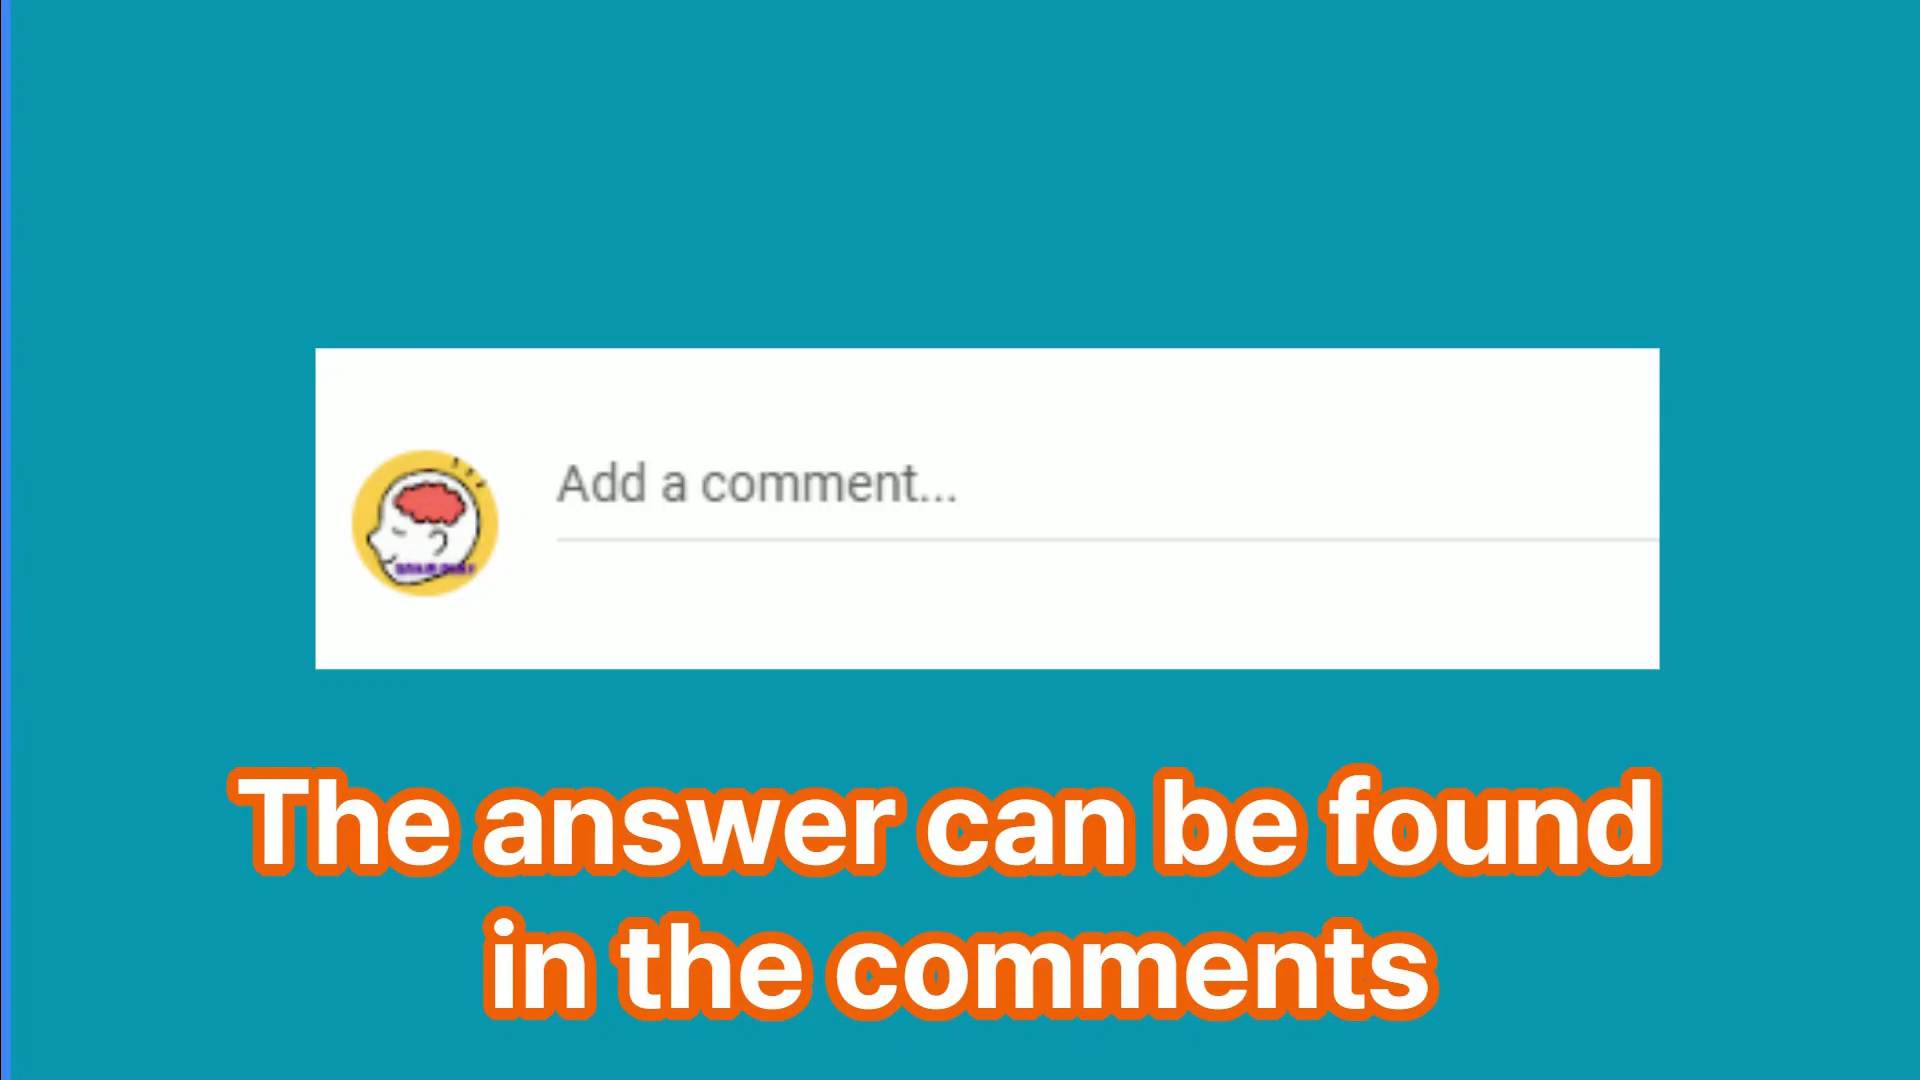 Add a comment...
The answer can be found
in the comments